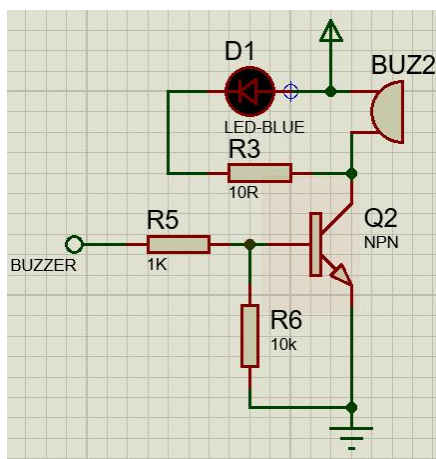 D1
BUZ2
LED-BLUE
R3
10R
R5
Q2
NPN
BUZZER
1K
R6
10k